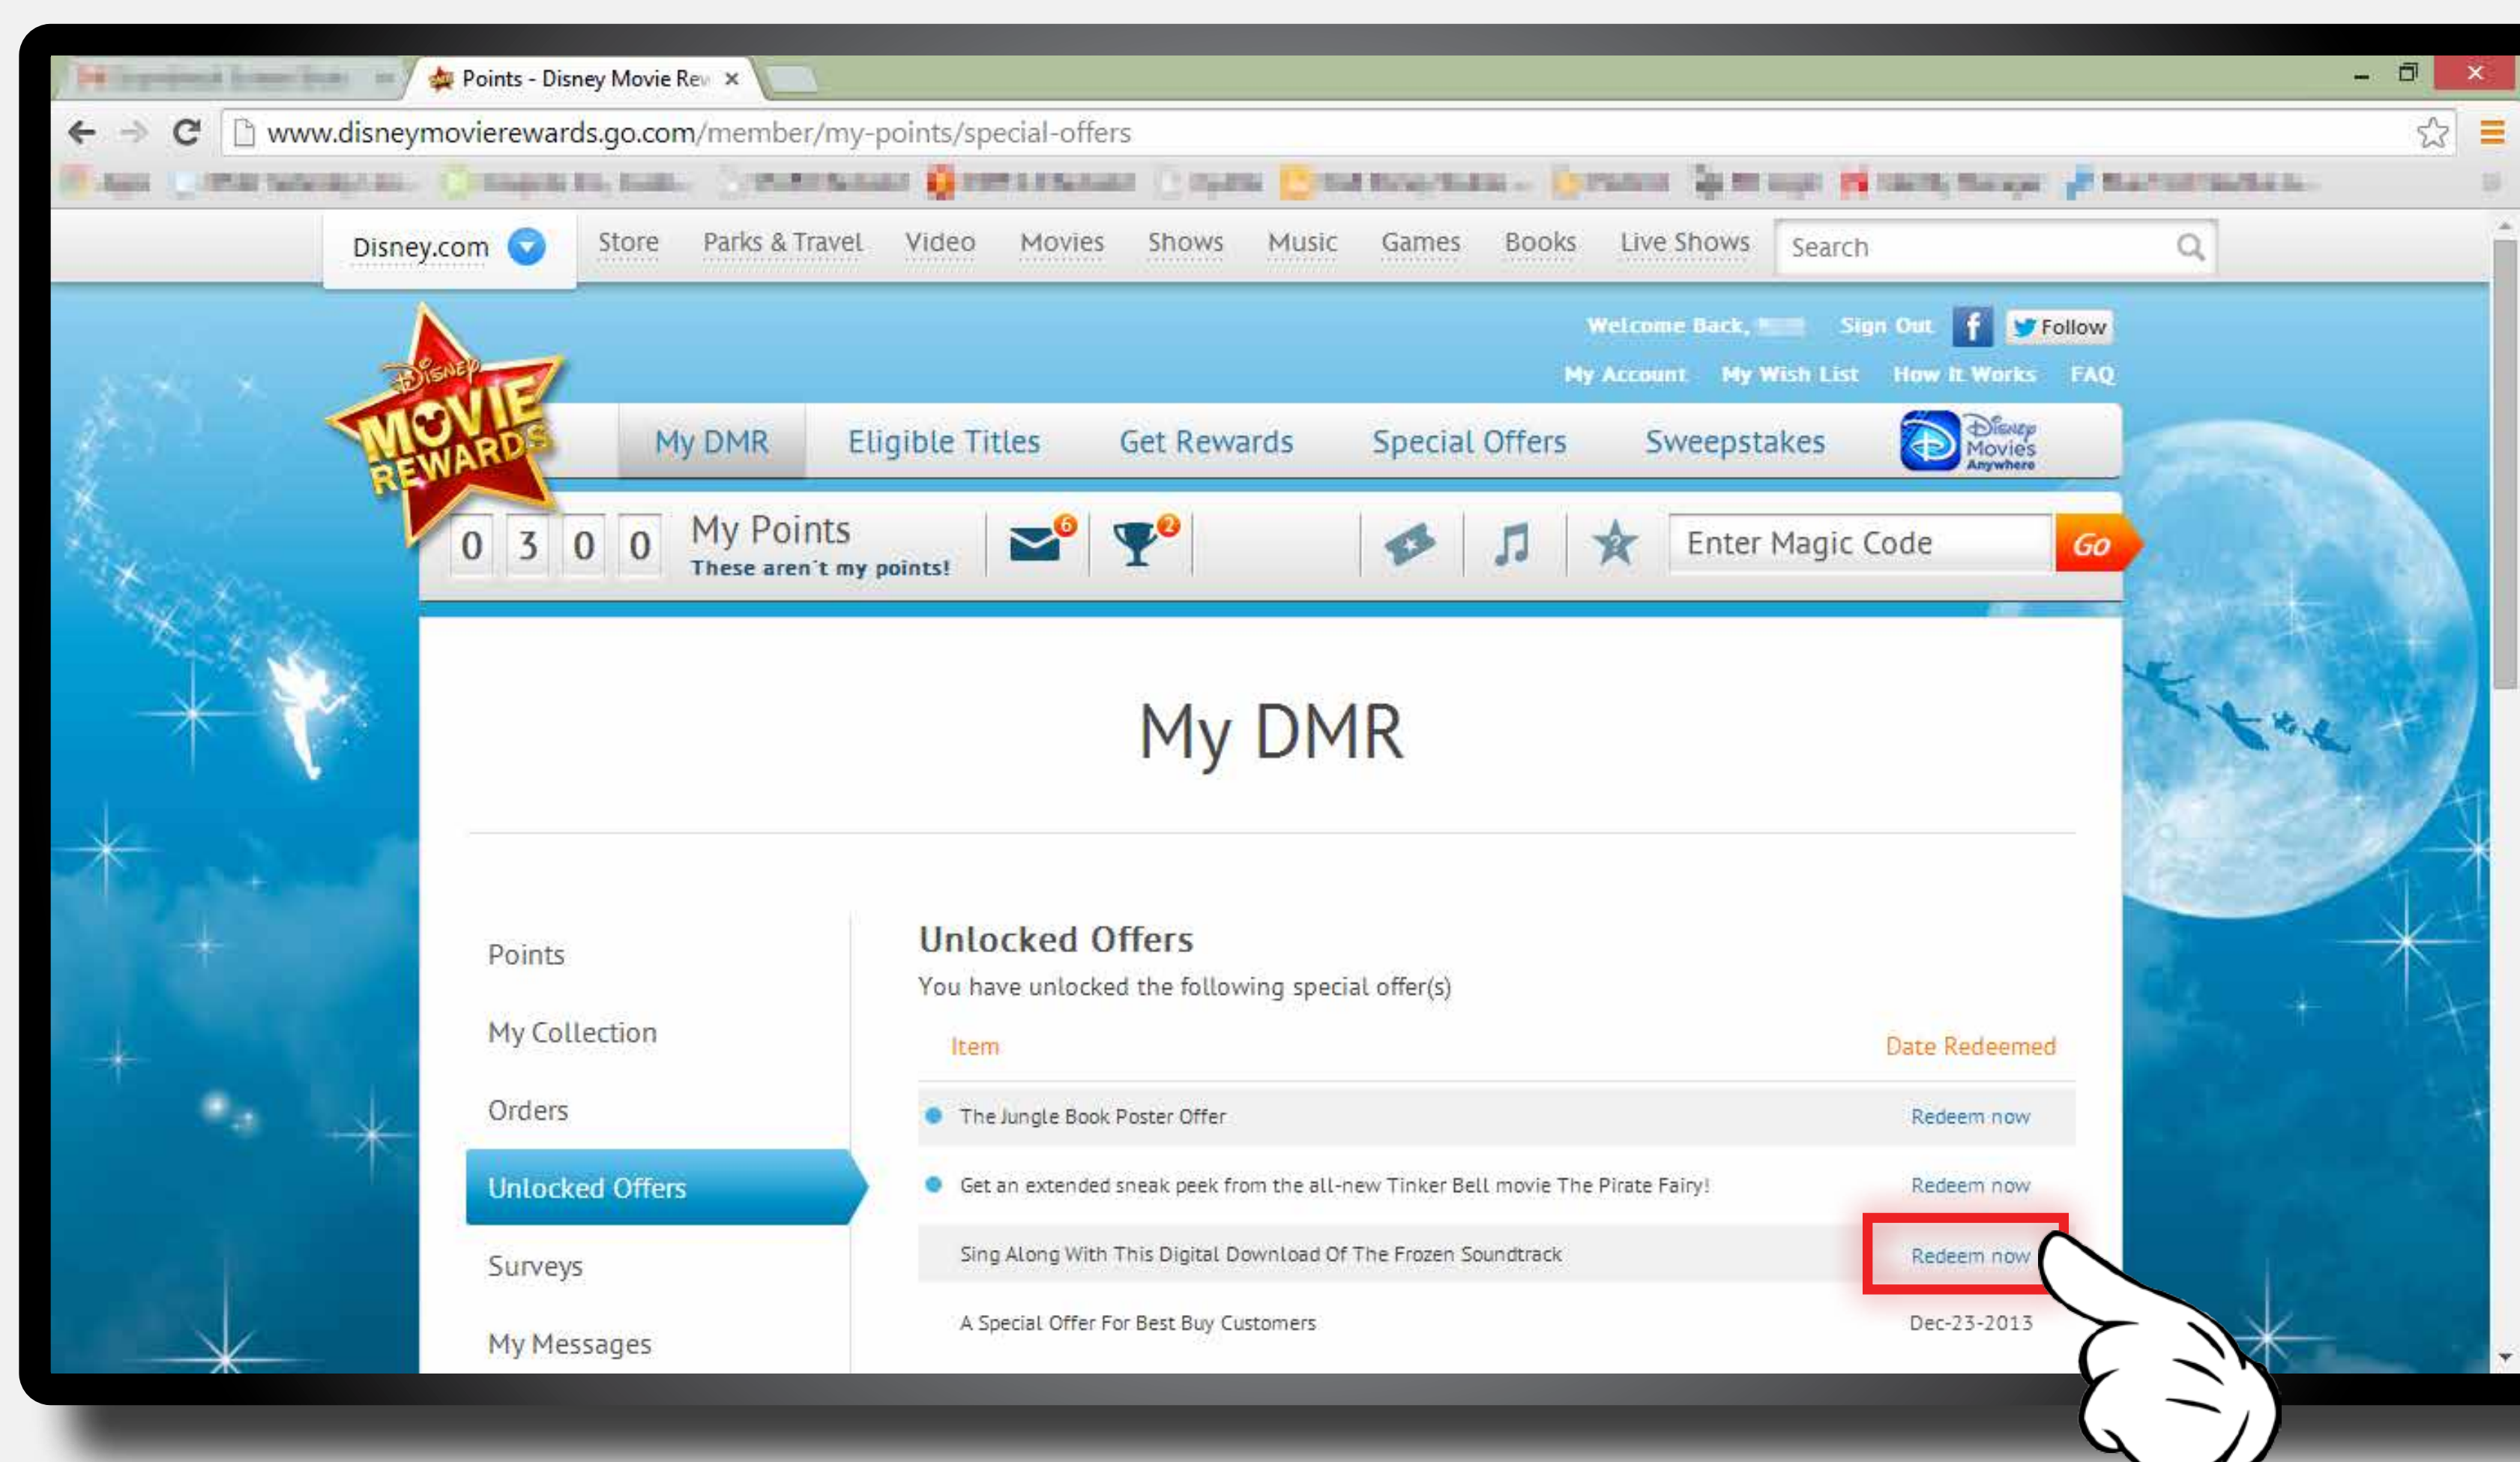 Points - Disney Movie Rev
www.disneymovierewards.go.com/member/my-points/special-offers
Disney.com Store Parks & Travel Video Movies Shows Music Games Books Live Shows Search
Welcome Back, Sign Out f Follow
My Account My Wish List How It Works FAQ
Disney
MOVIE
REWARDS
My DMR Eligible Titles Get Rewards Special Offers Sweepstakes Disney Movies Anywhere
0 3 0 0 My Points 6 2 Enter Magic Code Go
These aren't my points!
My DMR
Points
My Collection
Orders
Unlocked Offers
Surveys
My Messages
Unlocked Offers
You have unlocked the following special offer(s)
Item Date Redeemed
The Jungle Book Poster Offer Redeem now
Get an extended sneak peek from the all-new Tinker Bell movie The Pirate Fairy! Redeem now
Sing Along With This Digital Download Of The Frozen Soundtrack Redeem now
A Special Offer For Best Buy Customers Dec-23-2013